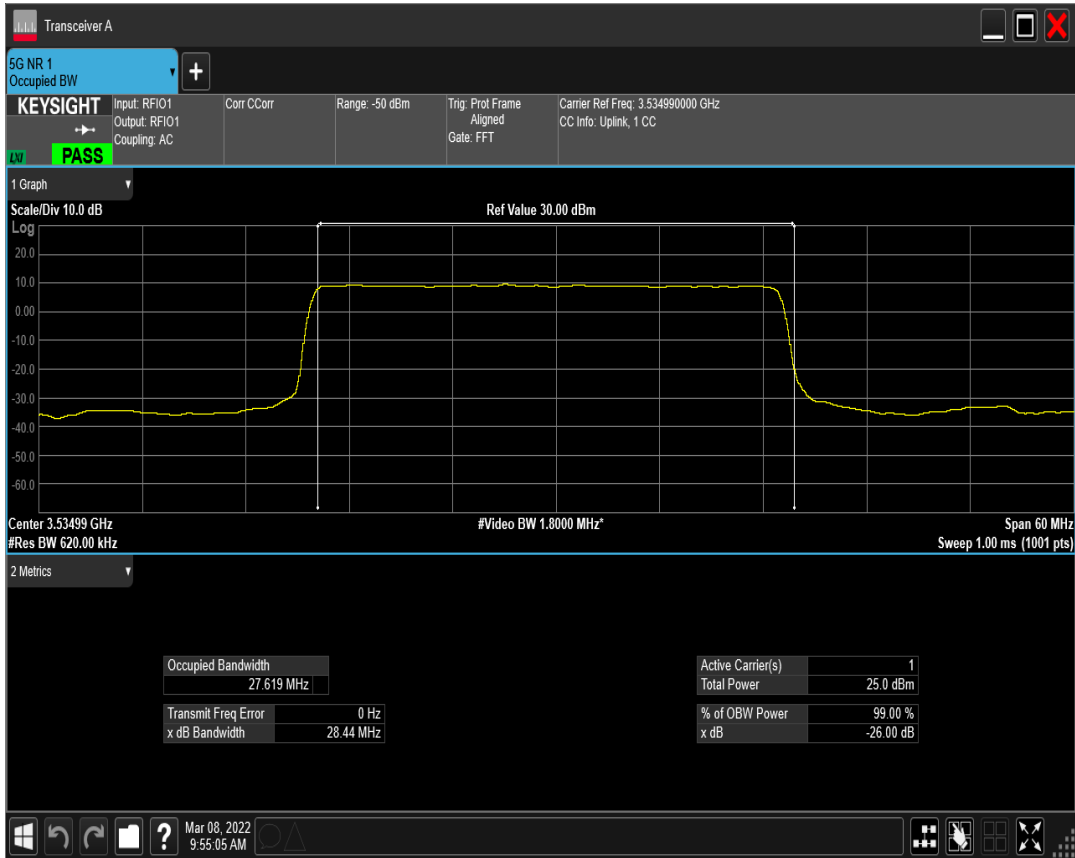 Transceiver A
5G NR 1
Occupied BW
KEYSIGHT
LXI
PASS
Input: RFIO1
Output: RFIO1
Coupling: AC
Corr CCorr
Range: -50 dBm
Trig: Prot Frame
Aligned
Gate: FFT
Carrier Ref Freq: 3.534990000 GHz
CC Info: Uplink, 1 CC
1 Graph
Scale/Div 10.0 dB
Ref Value 30.00 dBm
Log
20.0
10.0
0.00
-10.0
-20.0
-30.0
-40.0
-50.0
-60.0
Center 3.53499 GHz
#Video BW 1.8000 MHz*
Span 60 MHz
#Res BW 620.00 kHz
Sweep 1.00 ms (1001 pts)
2 Metrics
Occupied Bandwidth
27.619 MHz
Transmit Freq Error 0 Hz
x dB Bandwidth 28.44 MHz
Active Carrier(s) 1
Total Power 25.0 dBm
% of OBW Power 99.00 %
x dB -26.00 dB
?
Mar 08, 2022
9:55:05 AM